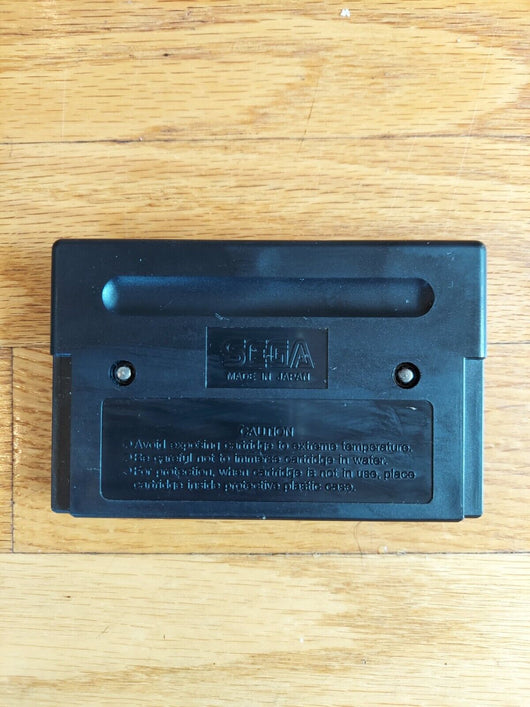 SEGA
MADE IN JAPAN
CAUTION
• Avoid exposing cartridge to extreme temperature.
• Be careful not to immerse cartridge in water.
• For protection, when cartridge is not in use, place
cartridge inside protective plastic case.